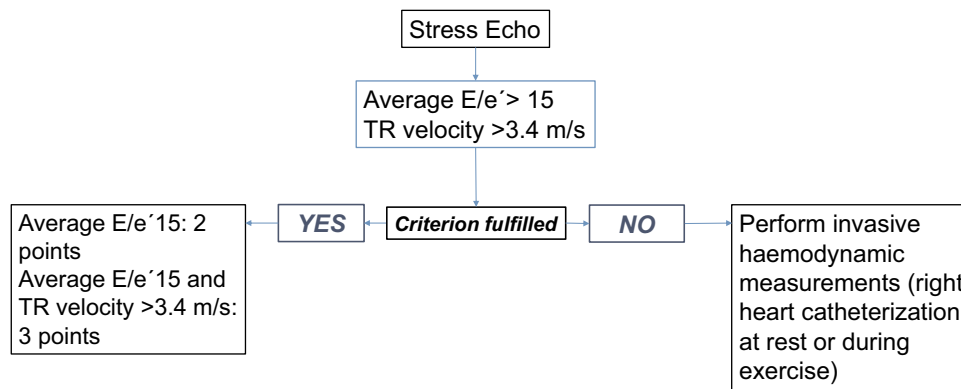 Stress Echo
Average E/e´> 15
TR velocity >3.4 m/s
Average E/e´15: 2
points
Average E/e´15 and
TR velocity >3.4 m/s:
3 points
YES
Criterion fulfilled
NO
Perform invasive
haemodynamic
measurements (right
heart catheterization
at rest or during
exercise)